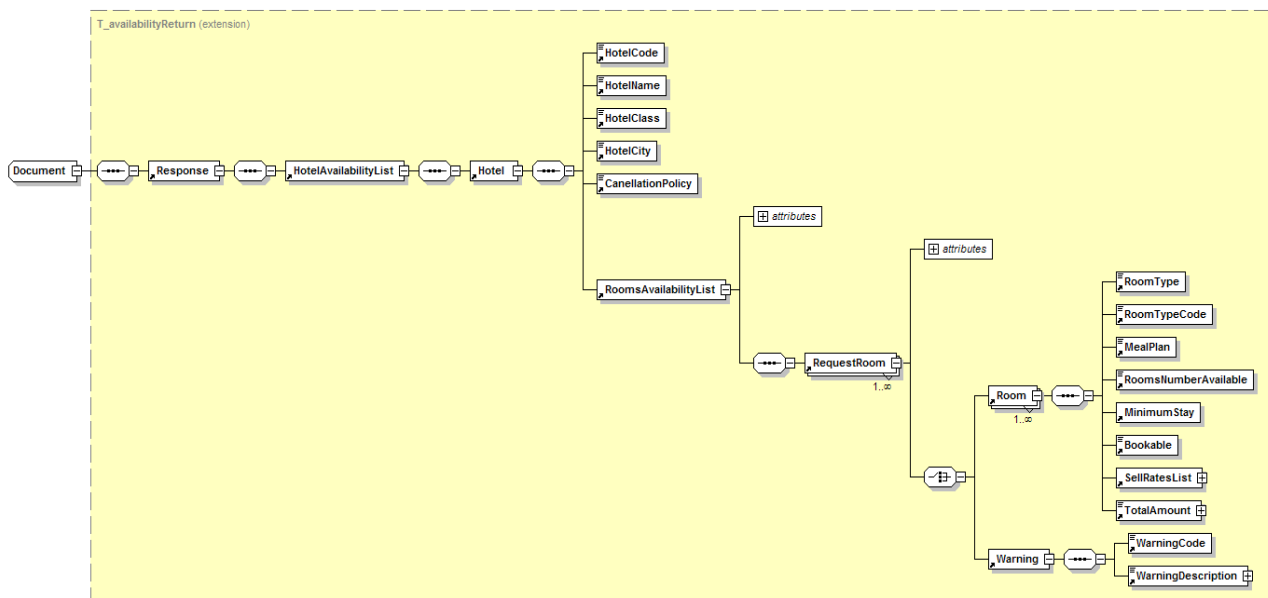 T_availabilityReturn (extension)
HotelCode
HotelName
HotelClass
HotelCity
Document
Response
HotelAvailabilityList
Hotel
CanellationPolicy
attributes
attributes
RoomsAvailabilityList
RoomType
RoomTypeCode
MealPlan
RequestRoom
1..∞
RoomsNumberAvailable
Room
1..∞
MinimumStay
Bookable
SellRatesList
TotalAmount
WarningCode
Warning
WarningDescription